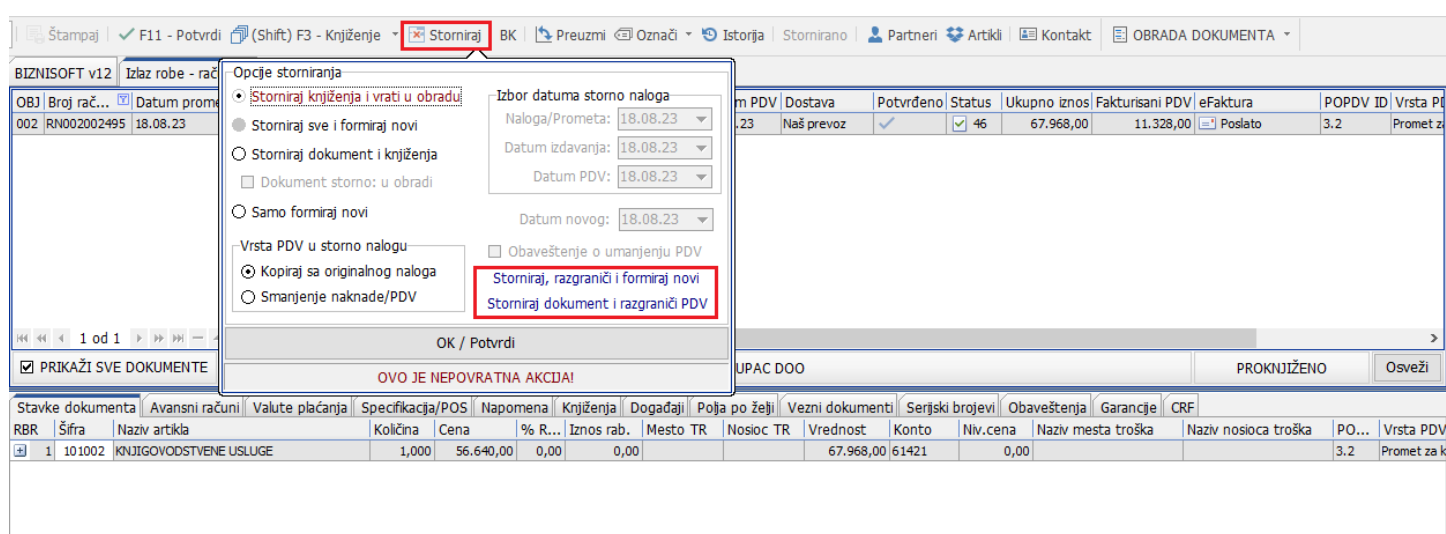 Štampaj F11 - Potvrdi (Shift) F3 - Knjiženje Storniraj BK Preuzmi Označi Istorija Stornirano Partneri Artikli Kontakt OBRADA DOKUMENTA
BIZNISOFT v12 Izlaz robe - rač
Opcije storniranja
OBJ Broj rač... Datum prome
m PDV Dostava Potvrđeno Status Ukupno iznos Fakturisani PDV eFaktura POPDV ID Vrsta PD
002 RN002002495 18.08.23
.23 Naš prevoz 46 67.968,00 11.328,00 Poslato 3.2 Promet z
Storniraj knjiženja i vrati u obradu
Storniraj sve i formiraj novi
Storniraj dokument i knjiženja
Dokument storno: u obradi
Samo formiraj novi
Vrsta PDV u storno nalogu
Kopiraj sa originalnog naloga
Smanjenje naknade/PDV
Izbor datuma storno naloga
Naloga/Prometa: 18.08.23
Datum izdavanja: 18.08.23
Datum PDV: 18.08.23
Datum novog: 18.08.23
Obaveštenje o umanjenju PDV
Storniraj, razgraniči i formiraj novi
Storniraj dokument i razgraniči PDV
OK / Potvrdi
OVO JE NEPOVRATNA AKCIJA!
1 od 1
PRIKAŽI SVE DOKUMENTE
UPAC DOO PROKNJIŽENO Osveži
Stavke dokumenta Avansni računi Valute plaćanja Specifikacija/POS Napomena Knjiženja Događaji Polja po želji Vezni dokumenti Serijski brojevi Obaveštenja Garancije CRF
RBR Šifra Naziv artikla Količina Cena % R... Iznos rab. Mesto TR Nosioc TR Vrednost Konto Niv.cena Naziv mesta troška Naziv nosioca troška PO... Vrsta PDV
1 101002 KNJIGOVODSTVENE USLUGE 1,000 56.640,00 0,00 0,00 67.968,00 61421 0,00 3.2 Promet za k